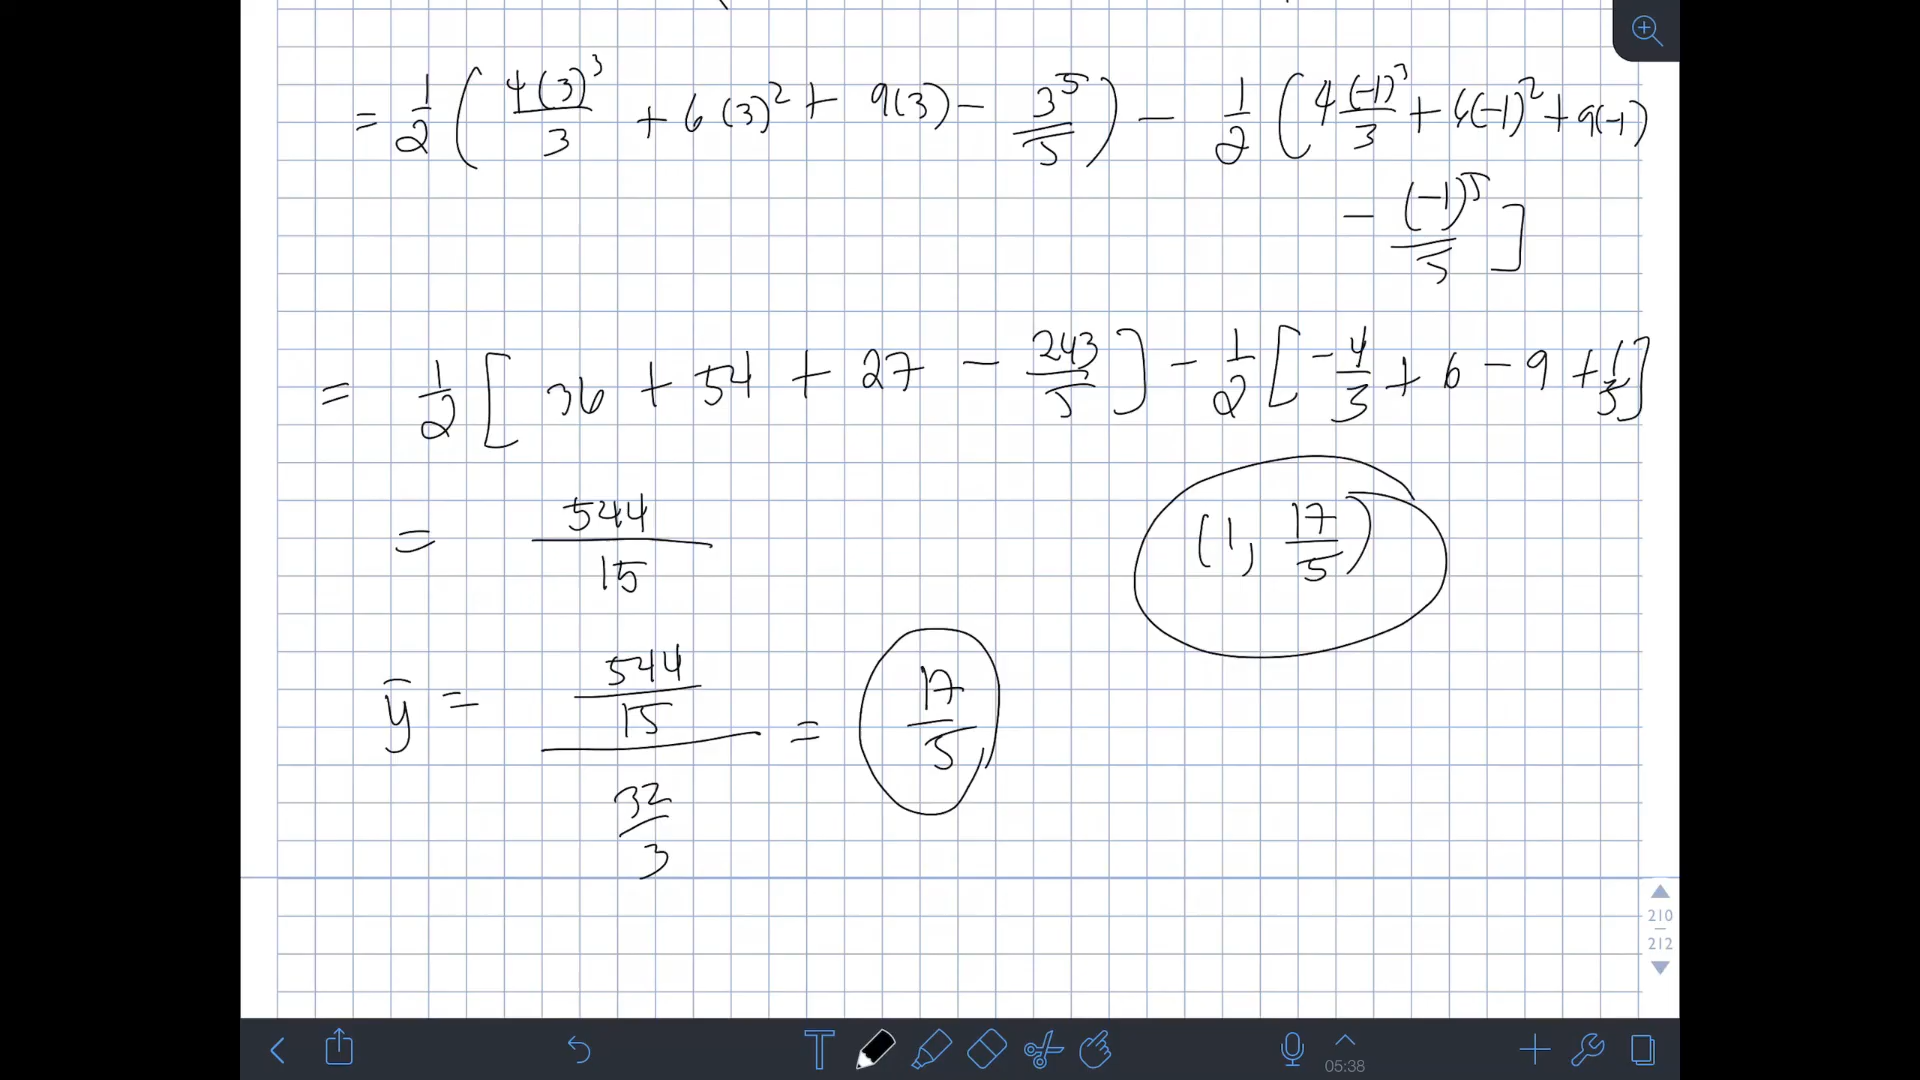 = 1/2 ( 4(3)^3/3 + 6(3)^2 + 9(3) - 3^5/5 ) - 1/2 ( 4(-1)^3/3 + 6(-1)^2 + 9(-1)
- (-1)^5/5 ]
= 1/2 [ 36 + 54 + 27 - 243/5 ] - 1/2 [ -4/3 + 6 - 9 + 1/5 ]
= 544/15
(1, 17/5)
ȳ = 544/15 / 32/3 = 17/5
210
212
T
05:38